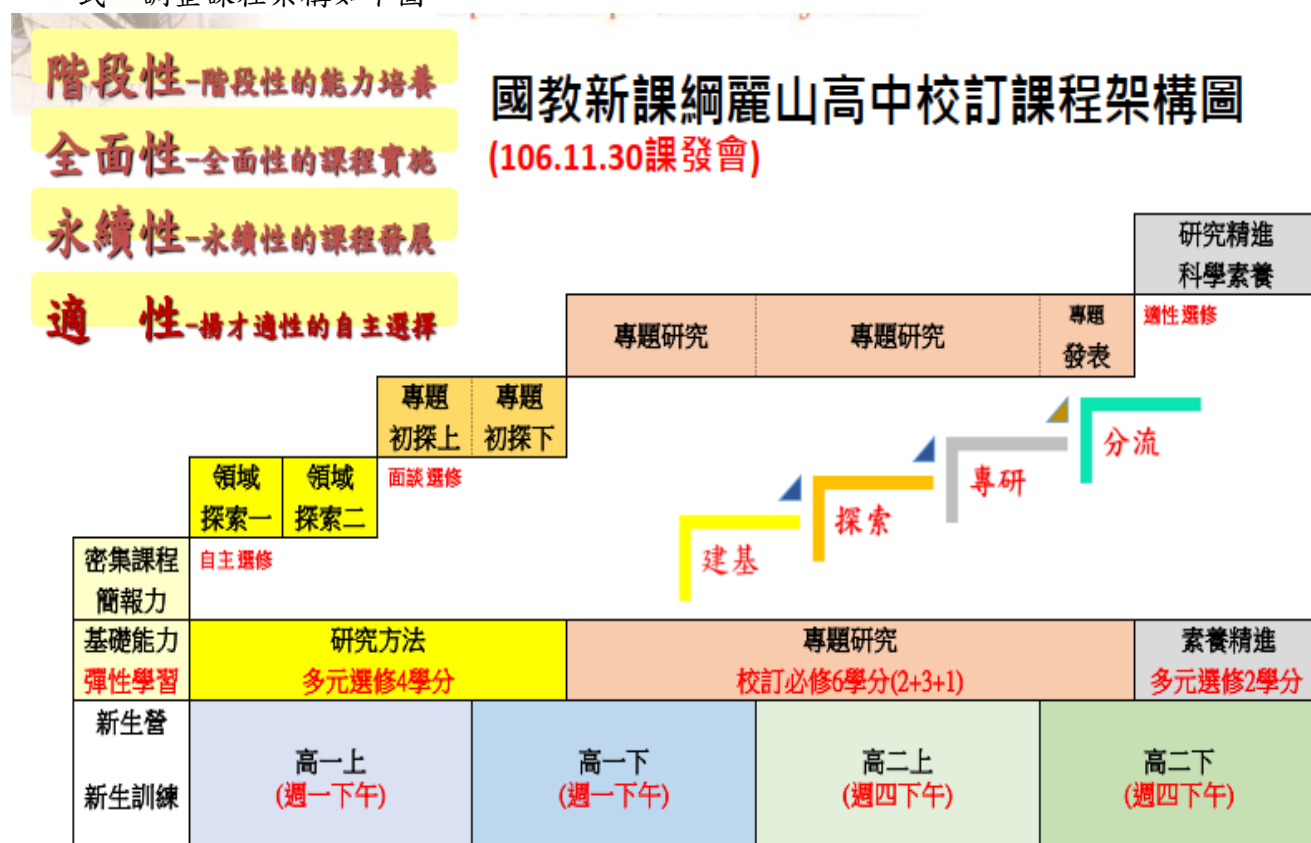 調整課程架構如下圖
階段性-階段性的能力培養
全面性-全面性的課程實施
永續性-永續性的課程發展
適 性-揚才適性的自主選擇
國教新課綱麗山高中校訂課程架構圖
(106.11.30課發會)
研究精進
科學素養
適性選修
專題研究
專題研究
專題
發表
專題
初探上
專題
初探下
面談選修
領域
探索一
領域
探索二
自主選修
建基
探索
專研
分流
密集課程
簡報力
基礎能力
彈性學習
研究方法
多元選修4學分
專題研究
校訂必修6學分(2+3+1)
素養精進
多元選修2學分
新生營
新生訓練
高一上
(週一下午)
高一下
(週一下午)
高二上
(週四下午)
高二下
(週四下午)